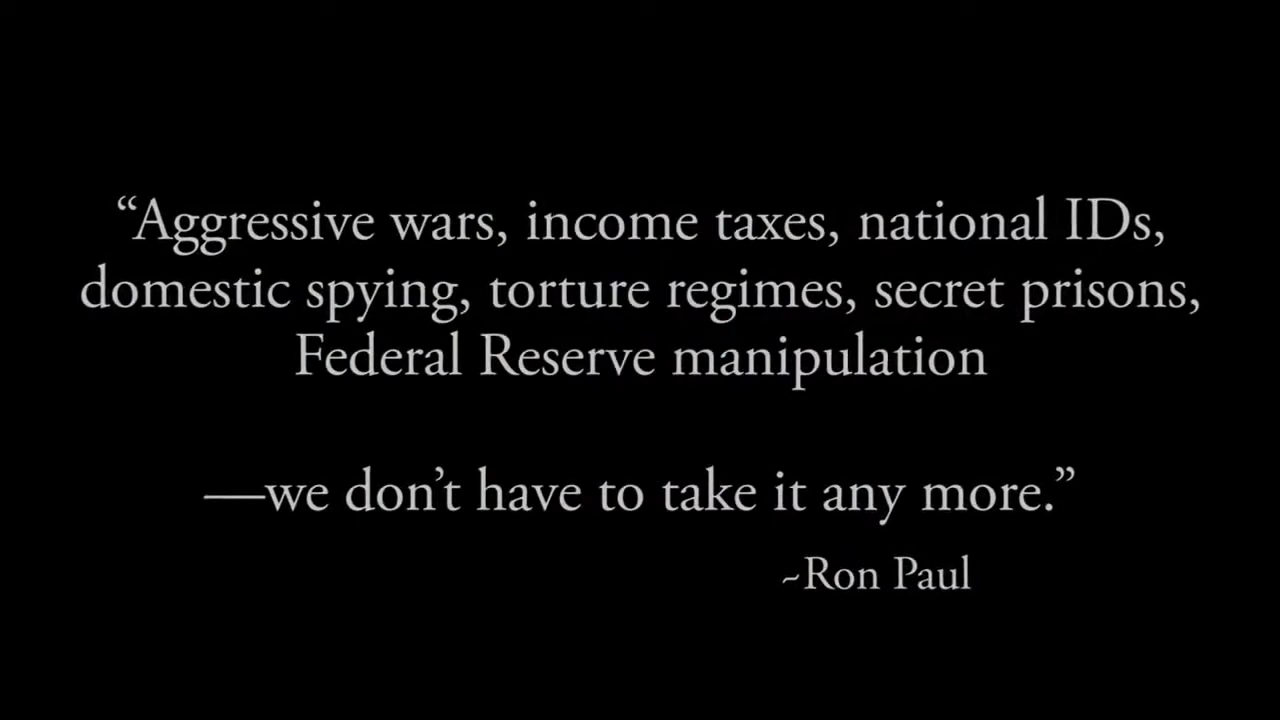 “Aggressive wars, income taxes, national IDs,
domestic spying, torture regimes, secret prisons,
Federal Reserve manipulation
—we don’t have to take it any more.”
~Ron Paul